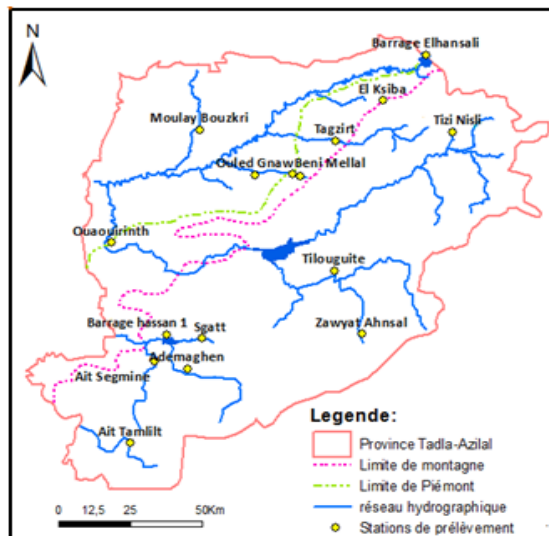 N
Barrage Elhansali
El Ksiba
Moulay Bouzkri
Tagzirt
Tizi Nisli
Ouled Gnaw Beni Mellal
Ouaouirinth
Tilouguite
Barrage hassan 1
Sgatt
Zawyat Ahnsal
Ademaghen
Ait Segmine
Ait Tamlilt
Legende:
Province Tadla-Azilal
Limite de montagne
Limite de Piémont
réseau hydrographique
Stations de prélèvement
0 12,5 25 50Km